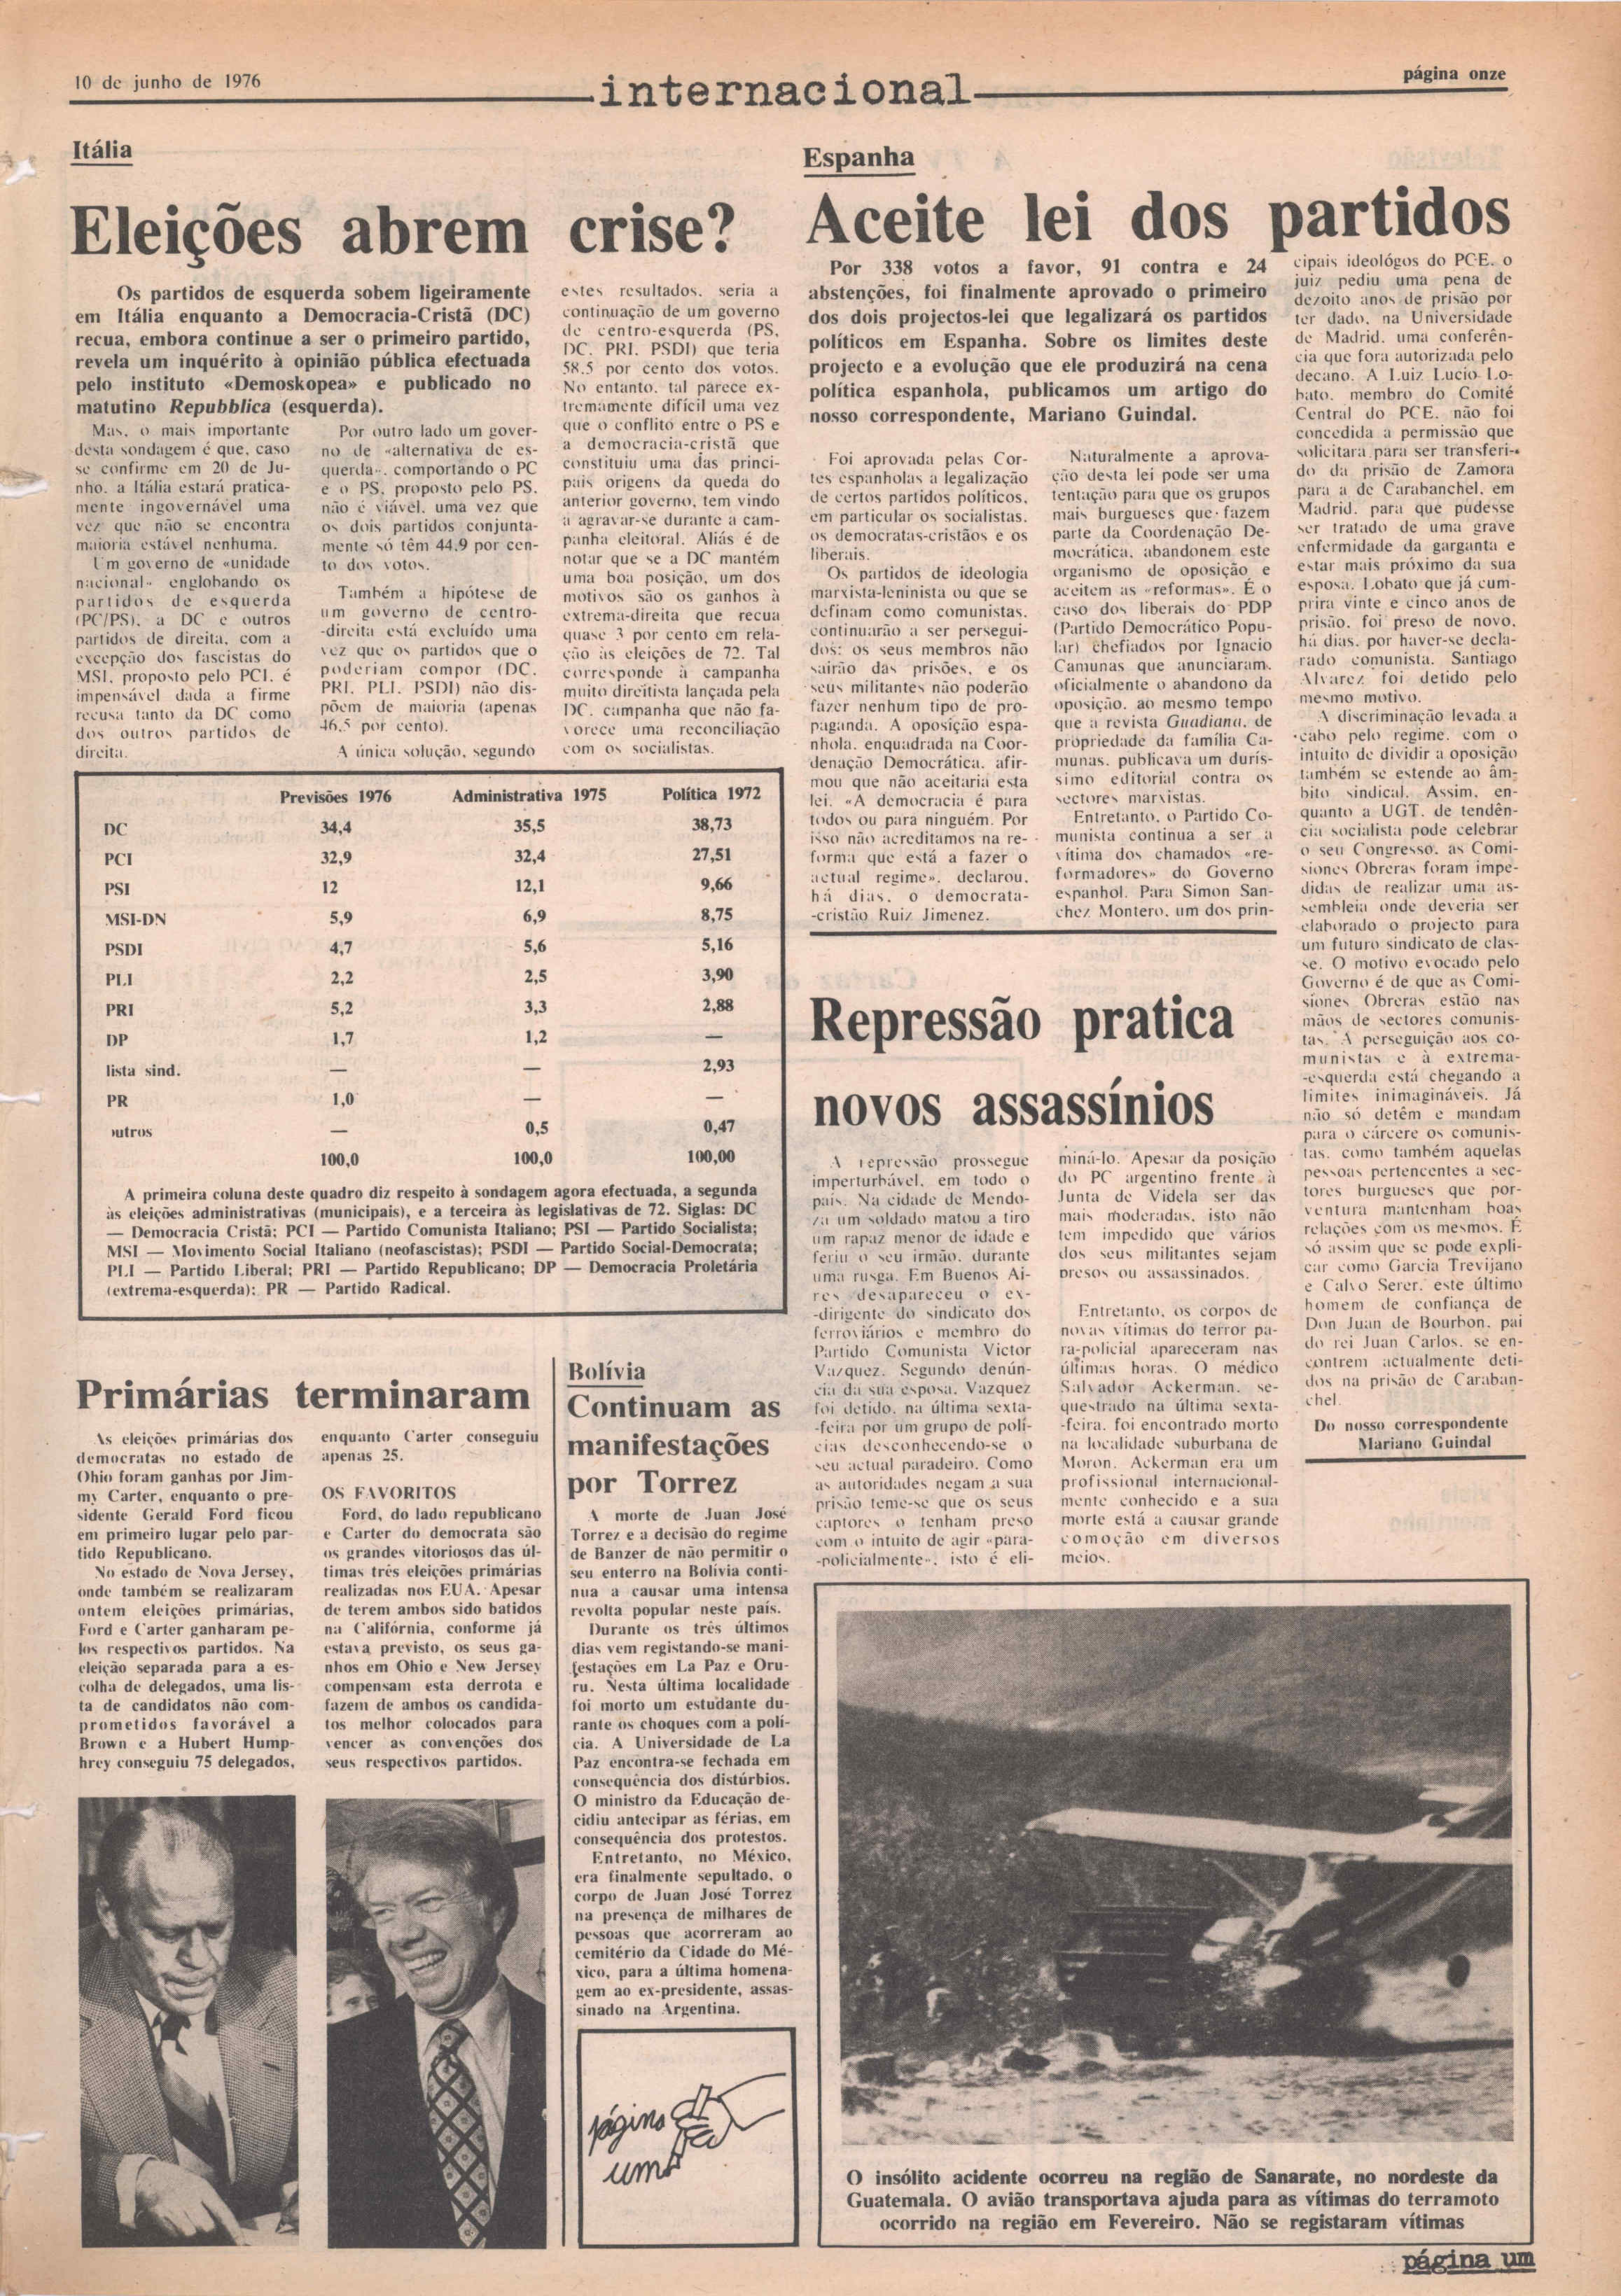 10 de junho de 1976
internacional
página onze
Itália
Eleições abrem crise?
Os partidos de esquerda sobem ligeiramente
em Itália enquanto a Democracia-Cristã (DC)
recua, embora continue a ser o primeiro partido,
revela um inquérito à opinião pública efectuada
pelo instituto «Demoskopea» e publicado no
matutino Repubblica (esquerda).
Mas, o mais importante
desta sondagem é que, caso
se confirme em 20 de Ju-
nho, a Itália estará pratica-
mente ingovernável uma
vez que não se encontra
maioria estável nenhuma.
Um governo de «unidade
nacional» englobando os
partidos de esquerda
(PC/PS), a DC e outros
partidos de direita, com a
excepção dos fascistas do
MSI, proposto pelo PCI, é
impensável dada a firme
recusa tanto da DC como
dos outros partidos de
direita.
Por outro lado um gover-
no de «alternativa de es-
querda», comportando o PC
e o PS, proposto pelo PS,
não é viável, uma vez que
os dois partidos conjunta-
mente só têm 44,9 por cen-
to dos votos.
Também a hipótese de
um governo de centro-
-direita está excluído uma
vez que os partidos que o
poderiam compor (DC,
PRI, PLI, PSDI) não dis-
põem de maioria (apenas
46,5 por cento).
A única solução, segundo
estes resultados, seria a
continuação de um governo
de centro-esquerda (PS,
DC, PRI, PSDI) que teria
58,5 por cento dos votos.
No entanto, tal parece ex-
tremamente difícil uma vez
que o conflito entre o PS e
a democracia-cristã que
constituiu uma das princi-
pais origens da queda do
anterior governo, tem vindo
a agravar-se durante a cam-
panha eleitoral. Aliás é de
notar que se a DC mantém
uma boa posição, um dos
motivos são os ganhos à
extrema-direita que recua
quase 3 por cento em rela-
ção às eleições de 72. Tal
corresponde à campanha
muito direitista lançada pela
DC, campanha que não fa-
vorece uma reconciliação
com os socialistas.
Previsões 1976 Administrativa 1975 Política 1972
DC 34,4 35,5 38,73
PCI 32,9 32,4 27,51
PSI 12 12,1 9,66
MSI-DN 5,9 6,9 8,75
PSDI 4,7 5,6 5,16
PLI 2,2 2,5 3,90
PRI 5,2 3,3 2,88
DP 1,7 1,2 —
lista sind. — — 2,93
PR 1,0 — —
outros — 0,5 0,47
100,0 100,0 100,00
A primeira coluna deste quadro diz respeito à sondagem agora efectuada, a segunda
às eleições administrativas (municipais), e a terceira às legislativas de 72. Siglas: DC
— Democracia Cristã; PCI — Partido Comunista Italiano; PSI — Partido Socialista;
MSI — Movimento Social Italiano (neofascistas); PSDI — Partido Social-Democrata;
PLI — Partido Liberal; PRI — Partido Republicano; DP — Democracia Proletária
(extrema-esquerda); PR — Partido Radical.
Primárias terminaram
As eleições primárias dos
democratas no estado de
Ohio foram ganhas por Jim-
my Carter, enquanto o pre-
sidente Gerald Ford ficou
em primeiro lugar pelo par-
tido Republicano.
No estado de Nova Jersey,
onde também se realizaram
ontem eleições primárias,
Ford e Carter ganharam pe-
los respectivos partidos. Na
eleição separada para a es-
colha de delegados, uma lis-
ta de candidatos não com-
prometidos favorável a
Brown e a Hubert Hump-
hrey conseguiu 75 delegados,
enquanto Carter conseguiu
apenas 25.
OS FAVORITOS
Ford, do lado republicano
e Carter do democrata são
os grandes vitoriosos das úl-
timas três eleições primárias
realizadas nos EUA. Apesar
de terem ambos sido batidos
na Califórnia, conforme já
estava previsto, os seus ga-
nhos em Ohio e New Jersey
compensam esta derrota e
fazem de ambos os candida-
tos melhor colocados para
vencer as convenções dos
seus respectivos partidos.
Bolívia
Continuam as
manifestações
por Torrez
A morte de Juan José
Torrez e a decisão do regime
de Banzer de não permitir o
seu enterro na Bolívia conti-
nua a causar uma intensa
revolta popular neste país.
Durante os três últimos
dias vem registando-se mani-
festações em La Paz e Oru-
ru. Nesta última localidade
foi morto um estudante du-
rante os choques com a polí-
cia. A Universidade de La
Paz encontra-se fechada em
consequência dos distúrbios.
O ministro da Educação de-
cidiu antecipar as férias, em
consequência dos protestos.
Entretanto, no México,
era finalmente sepultado, o
corpo de Juan José Torrez
na presença de milhares de
pessoas que acorreram ao
cemitério da Cidade do Mé-
xico, para a última homena-
gem ao ex-presidente, assas-
sinado na Argentina.
página
uma
Espanha
Aceite lei dos partidos
Por 338 votos a favor, 91 contra e 24
abstenções, foi finalmente aprovado o primeiro
dos dois projectos-lei que legalizará os partidos
políticos em Espanha. Sobre os limites deste
projecto e a evolução que ele produzirá na cena
política espanhola, publicamos um artigo do
nosso correspondente, Mariano Guindal.
Foi aprovada pelas Cor-
tes espanholas a legalização
de certos partidos políticos,
em particular os socialistas,
os democratas-cristãos e os
liberais.
Os partidos de ideologia
marxista-leninista ou que se
definam como comunistas,
continuarão a ser persegui-
dos: os seus membros não
sairão das prisões, e os
seus militantes não poderão
fazer nenhum tipo de pro-
paganda. A oposição espa-
nhola, enquadrada na Coor-
denação Democrática, afir-
mou que não aceitaria esta
lei. «A democracia é para
todos ou para ninguém. Por
isso não acreditamos na re-
forma que está a fazer o
actual regime», declarou,
há dias, o democrata-
-cristão Ruiz Jimenez.
Naturalmente a aprova-
ção desta lei pode ser uma
tentação para que os grupos
mais burgueses que fazem
parte da Coordenação De-
mocrática, abandonem este
organismo de oposição e
aceitem as «reformas». É o
caso dos liberais do PDP
(Partido Democrático Popu-
lar) chefiados por Ignacio
Camunas que anunciaram,
oficialmente o abandono da
oposição, ao mesmo tempo
que a revista Guadiana, de
propriedade da família Ca-
munas, publicava um durís-
simo editorial contra os
sectores marxistas.
Entretanto, o Partido Co-
munista continua a ser a
vítima dos chamados «re-
formadores» do Governo
espanhol. Para Simon San-
chez Montero, um dos prin-
cipais ideológos do PCE, o
juiz pediu uma pena de
dezoito anos de prisão por
ter dado, na Universidade
de Madrid, uma conferên-
cia que fora autorizada pelo
decano. A Luiz Lucio Lo-
bato, membro do Comité
Central do PCE, não foi
concedida a permissão que
solicitara para ser transferi-
do da prisão de Zamora
para a de Carabanchel, em
Madrid, para que pudesse
ser tratado de uma grave
enfermidade da garganta e
estar mais próximo da sua
esposa. Lobato que já cum-
prira vinte e cinco anos de
prisão, foi preso de novo,
há dias, por haver-se decla-
rado comunista. Santiago
Alvarez foi detido pelo
mesmo motivo.
A discriminação levada a
cabo pelo regime, com o
intuito de dividir a oposição
também se estende ao âm-
bito sindical. Assim, en-
quanto a UGT, de tendên-
cia socialista pode celebrar
o seu Congresso, as Comi-
siones Obreras foram impe-
didas de realizar uma as-
sembleia onde deveria ser
elaborado o projecto para
um futuro sindicato de clas-
se. O motivo evocado pelo
Governo é de que as Comi-
siones Obreras estão nas
mãos de sectores comunis-
tas. A perseguição aos co-
munistas e à extrema-
-esquerda está chegando a
limites inimagináveis. Já
não só detêm e mandam
para o cárcere os comunis-
tas, como também aquelas
pessoas pertencentes a sec-
tores burgueses que por-
ventura mantenham boas
relações com os mesmos. É
só assim que se pode expli-
car como Garcia Trevijano
e Calvo Serer, este último
homem de confiança de
Don Juan de Bourbon, pai
do rei Juan Carlos, se en-
contrem actualmente deti-
dos na prisão de Caraban-
chel.
Do nosso correspondente
Mariano Guindal
Repressão pratica
novos assassínios
A repressão prossegue
imperturbável, em todo o
país. Na cidade de Mendo-
za um soldado matou a tiro
um rapaz menor de idade e
feriu o seu irmão, durante
uma rusga. Em Buenos Ai-
res desapareceu o ex-
-dirigente do sindicato dos
ferroviários e membro do
Partido Comunista Victor
Vazquez. Segundo denún-
cia da sua esposa, Vazquez
foi detido, na última sexta-
-feira por um grupo de polí-
cias desconhecendo-se o
seu actual paradeiro. Como
as autoridades negam a sua
prisão teme-se que os seus
captores o tenham preso
com o intuito de agir «para-
-policialmente», isto é eli-
miná-lo. Apesar da posição
do PC argentino frente à
Junta de Videla ser das
mais moderadas, isto não
tem impedido que vários
dos seus militantes sejam
presos ou assassinados.
Entretanto, os corpos de
novas vítimas do terror pa-
ra-policial apareceram nas
últimas horas. O médico
Salvador Ackerman, se-
questrado na última sexta-
-feira, foi encontrado morto
na localidade suburbana de
Moron. Ackerman era um
profissional internacional-
mente conhecido e a sua
morte está a causar grande
comoção em diversos
meios.
O insólito acidente ocorreu na região de Sanarate, no nordeste da
Guatemala. O avião transportava ajuda para as vítimas do terramoto
ocorrido na região em Fevereiro. Não se registaram vítimas
página um